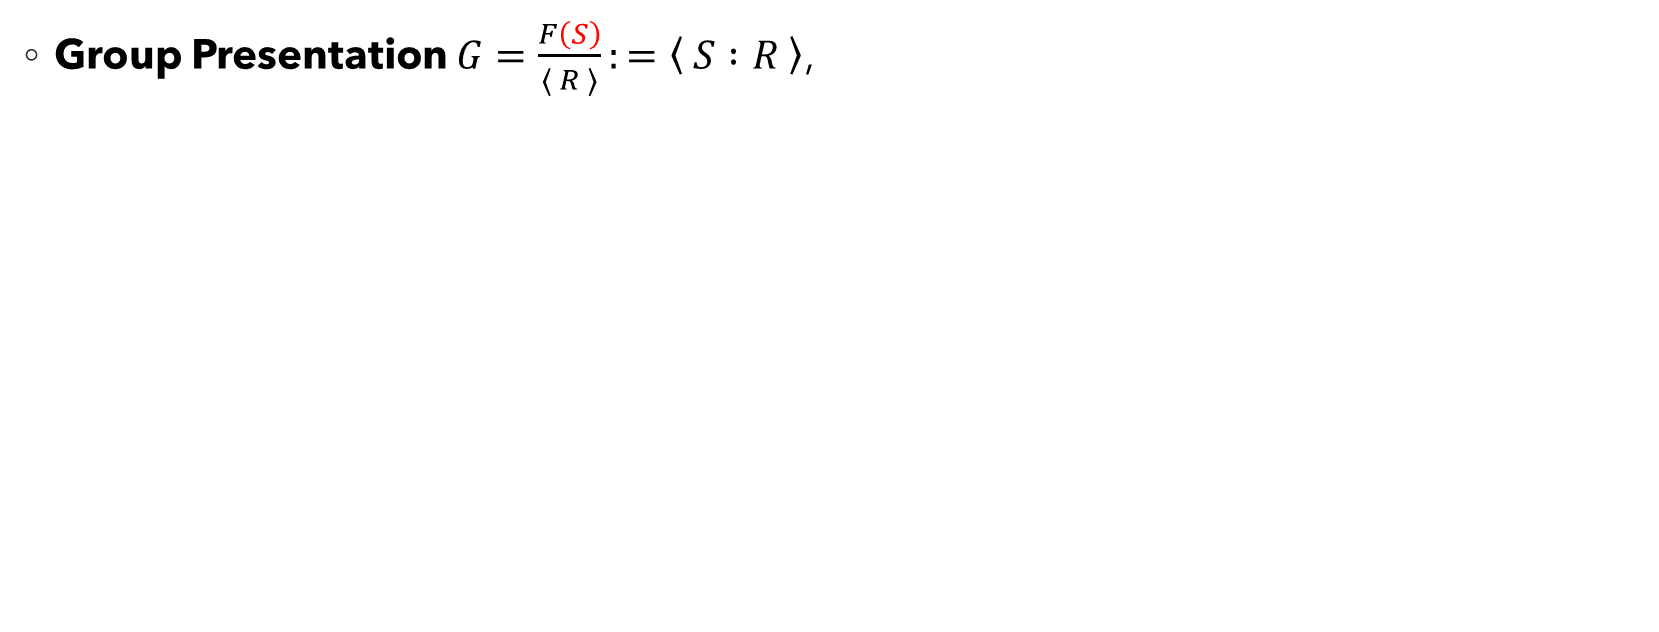 ◦ Group Presentation G = F(S)/⟨ R ⟩ := ⟨ S : R ⟩,